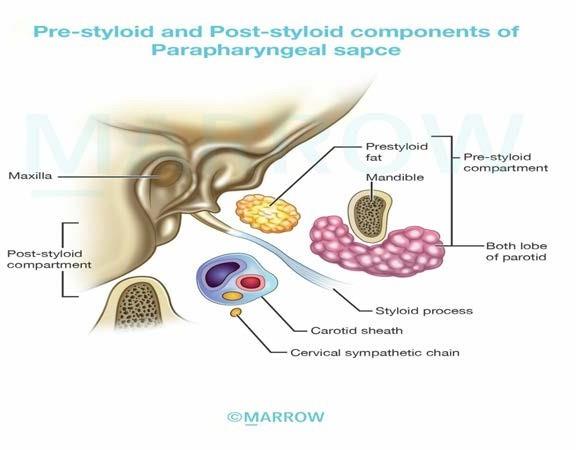 Pre-styloid and Post-styloid components of
Parapharyngeal sapce
MARROW
Prestyloid
fat
Pre-styloid
compartment
Mandible
Maxilla
Post-styloid
compartment
Both lobe
of parotid
Styloid process
Carotid sheath
Cervical sympathetic chain
©MARROW